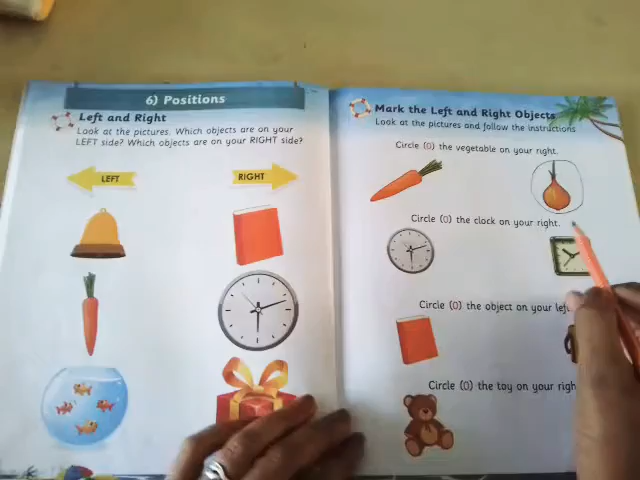 6) Positions
Left and Right
Look at the pictures. Which objects are on your
LEFT side? Which objects are on your RIGHT side?
LEFT
RIGHT
Mark the Left and Right Objects
Look at the pictures and follow the instructions
Circle (O) the vegetable on your right.
Circle (O) the clock on your right.
Circle (O) the object on your left
Circle (O) the toy on your righ